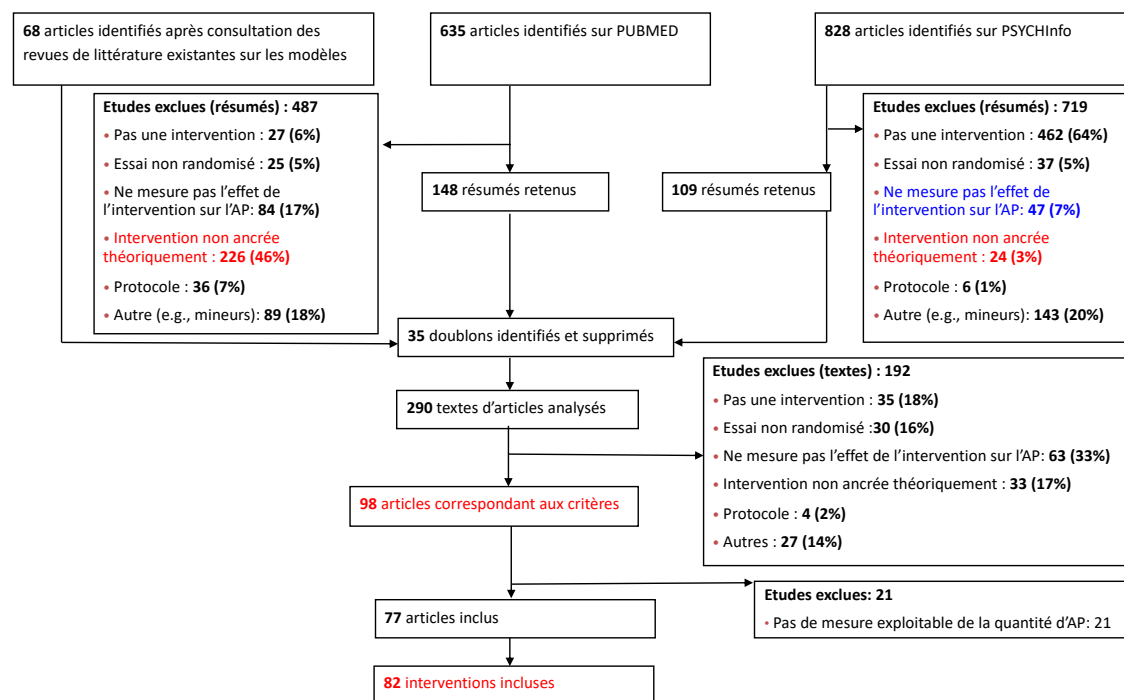 68 articles identifiés après consultation des
revues de littérature existantes sur les modèles
635 articles identifiés sur PUBMED
828 articles identifiés sur PSYCHInfo
Etudes exclues (résumés) : 487
• Pas une intervention : 27 (6%)
• Essai non randomisé : 25 (5%)
• Ne mesure pas l'effet de
l'intervention sur l'AP: 84 (17%)
• Intervention non ancrée
théoriquement : 226 (46%)
• Protocole : 36 (7%)
• Autre (e.g., mineurs): 89 (18%)
148 résumés retenus
109 résumés retenus
Etudes exclues (résumés) : 719
• Pas une intervention : 462 (64%)
• Essai non randomisé : 37 (5%)
• Ne mesure pas l'effet de
l'intervention sur l'AP: 47 (7%)
• Intervention non ancrée
théoriquement : 24 (3%)
• Protocole : 6 (1%)
• Autre (e.g., mineurs): 143 (20%)
35 doublons identifiés et supprimés
290 textes d'articles analysés
Etudes exclues (textes) : 192
• Pas une intervention : 35 (18%)
• Essai non randomisé :30 (16%)
• Ne mesure pas l'effet de l'intervention sur l'AP: 63 (33%)
• Intervention non ancrée théoriquement : 33 (17%)
• Protocole : 4 (2%)
• Autres : 27 (14%)
98 articles correspondant aux critères
Etudes exclues: 21
• Pas de mesure exploitable de la quantité d'AP: 21
77 articles inclus
82 interventions incluses